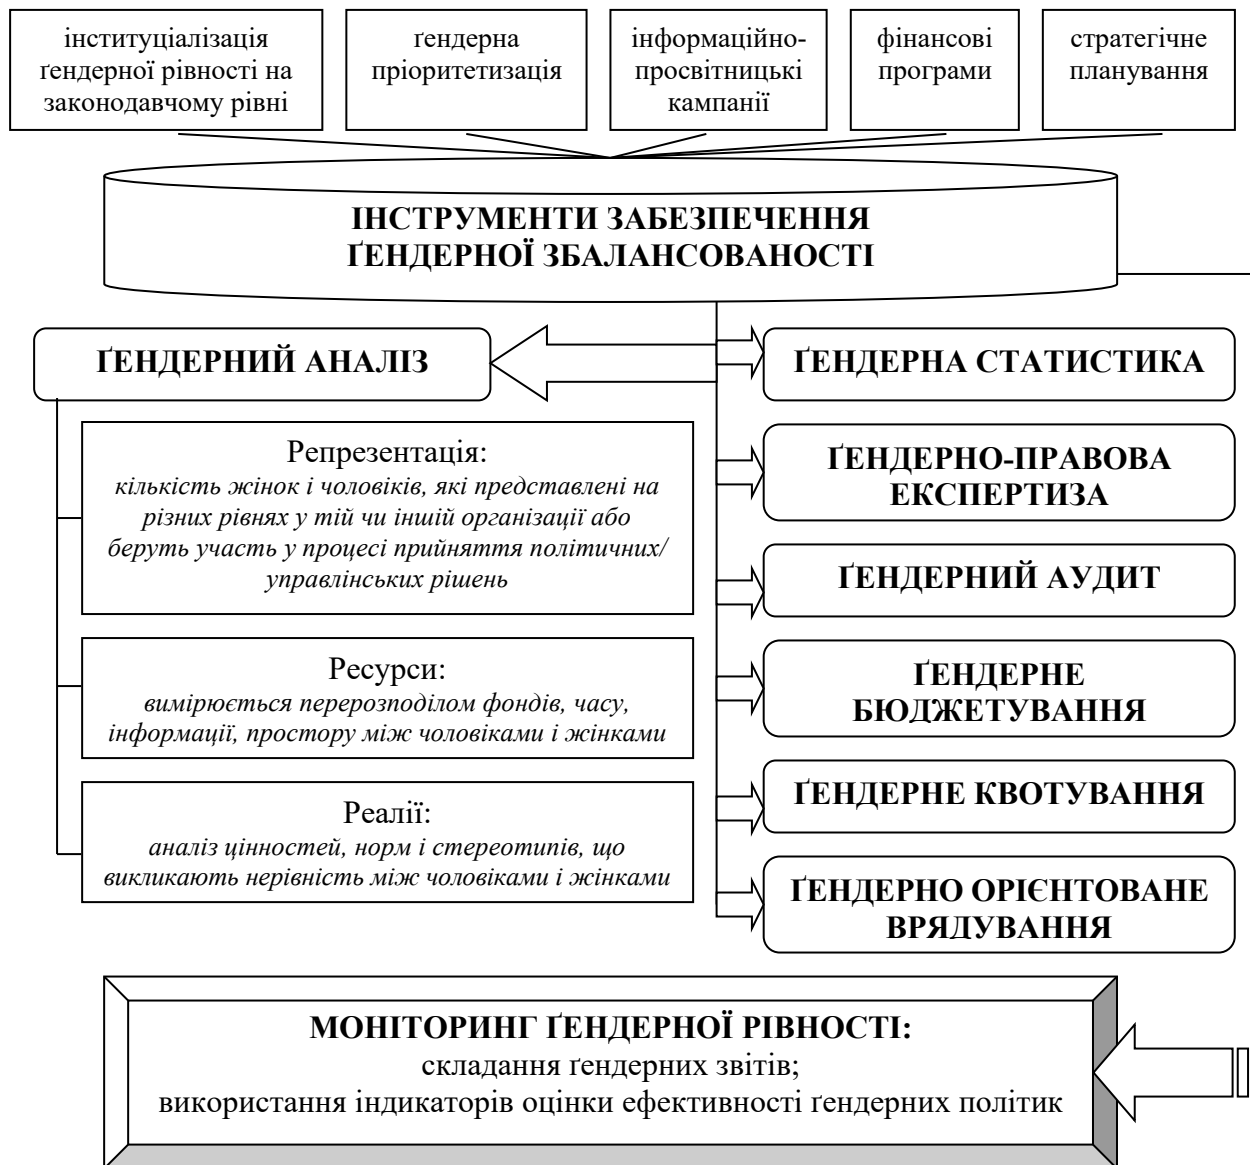 інституціалізація
ґендерної рівності на
законодавчому рівні
ґендерна
пріоритетизація
інформаційно-
просвітницькі
кампанії
фінансові
програми
стратегічне
планування
ІНСТРУМЕНТИ ЗАБЕЗПЕЧЕННЯ
ҐЕНДЕРНОЇ ЗБАЛАНСОВАНОСТІ
ҐЕНДЕРНИЙ АНАЛІЗ
Репрезентація:
кількість жінок і чоловіків, які представлені на
різних рівнях у тій чи іншій організації або
беруть участь у процесі прийняття політичних/
управлінських рішень
Ресурси:
вимірюється перерозподілом фондів, часу,
інформації, простору між чоловіками і жінками
Реалії:
аналіз цінностей, норм і стереотипів, що
викликають нерівність між чоловіками і жінками
ҐЕНДЕРНА СТАТИСТИКА
ҐЕНДЕРНО-ПРАВОВА
ЕКСПЕРТИЗА
ҐЕНДЕРНИЙ АУДИТ
ҐЕНДЕРНЕ
БЮДЖЕТУВАННЯ
ҐЕНДЕРНЕ КВОТУВАННЯ
ҐЕНДЕРНО ОРІЄНТОВАНЕ
ВРЯДУВАННЯ
МОНІТОРИНГ ҐЕНДЕРНОЇ РІВНОСТІ:
складання ґендерних звітів;
використання індикаторів оцінки ефективності ґендерних політик